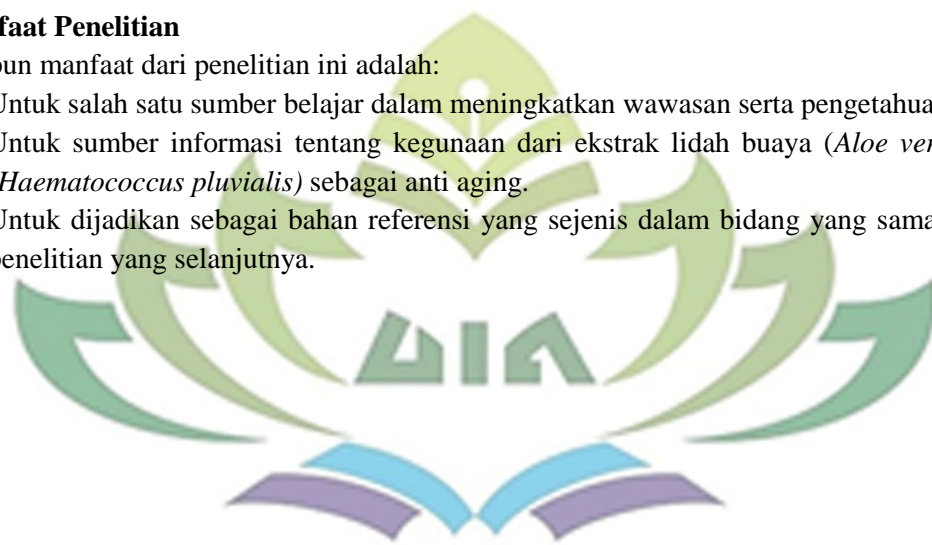 faat Penelitian
un manfaat dari penelitian ini adalah:
Untuk salah satu sumber belajar dalam meningkatkan wawasan serta pengetahua
Untuk sumber informasi tentang kegunaan dari ekstrak lidah buaya (Aloe ver
Haematococcus pluvialis) sebagai anti aging.
Untuk dijadikan sebagai bahan referensi yang sejenis dalam bidang yang sama
penelitian yang selanjutnya.
UIN